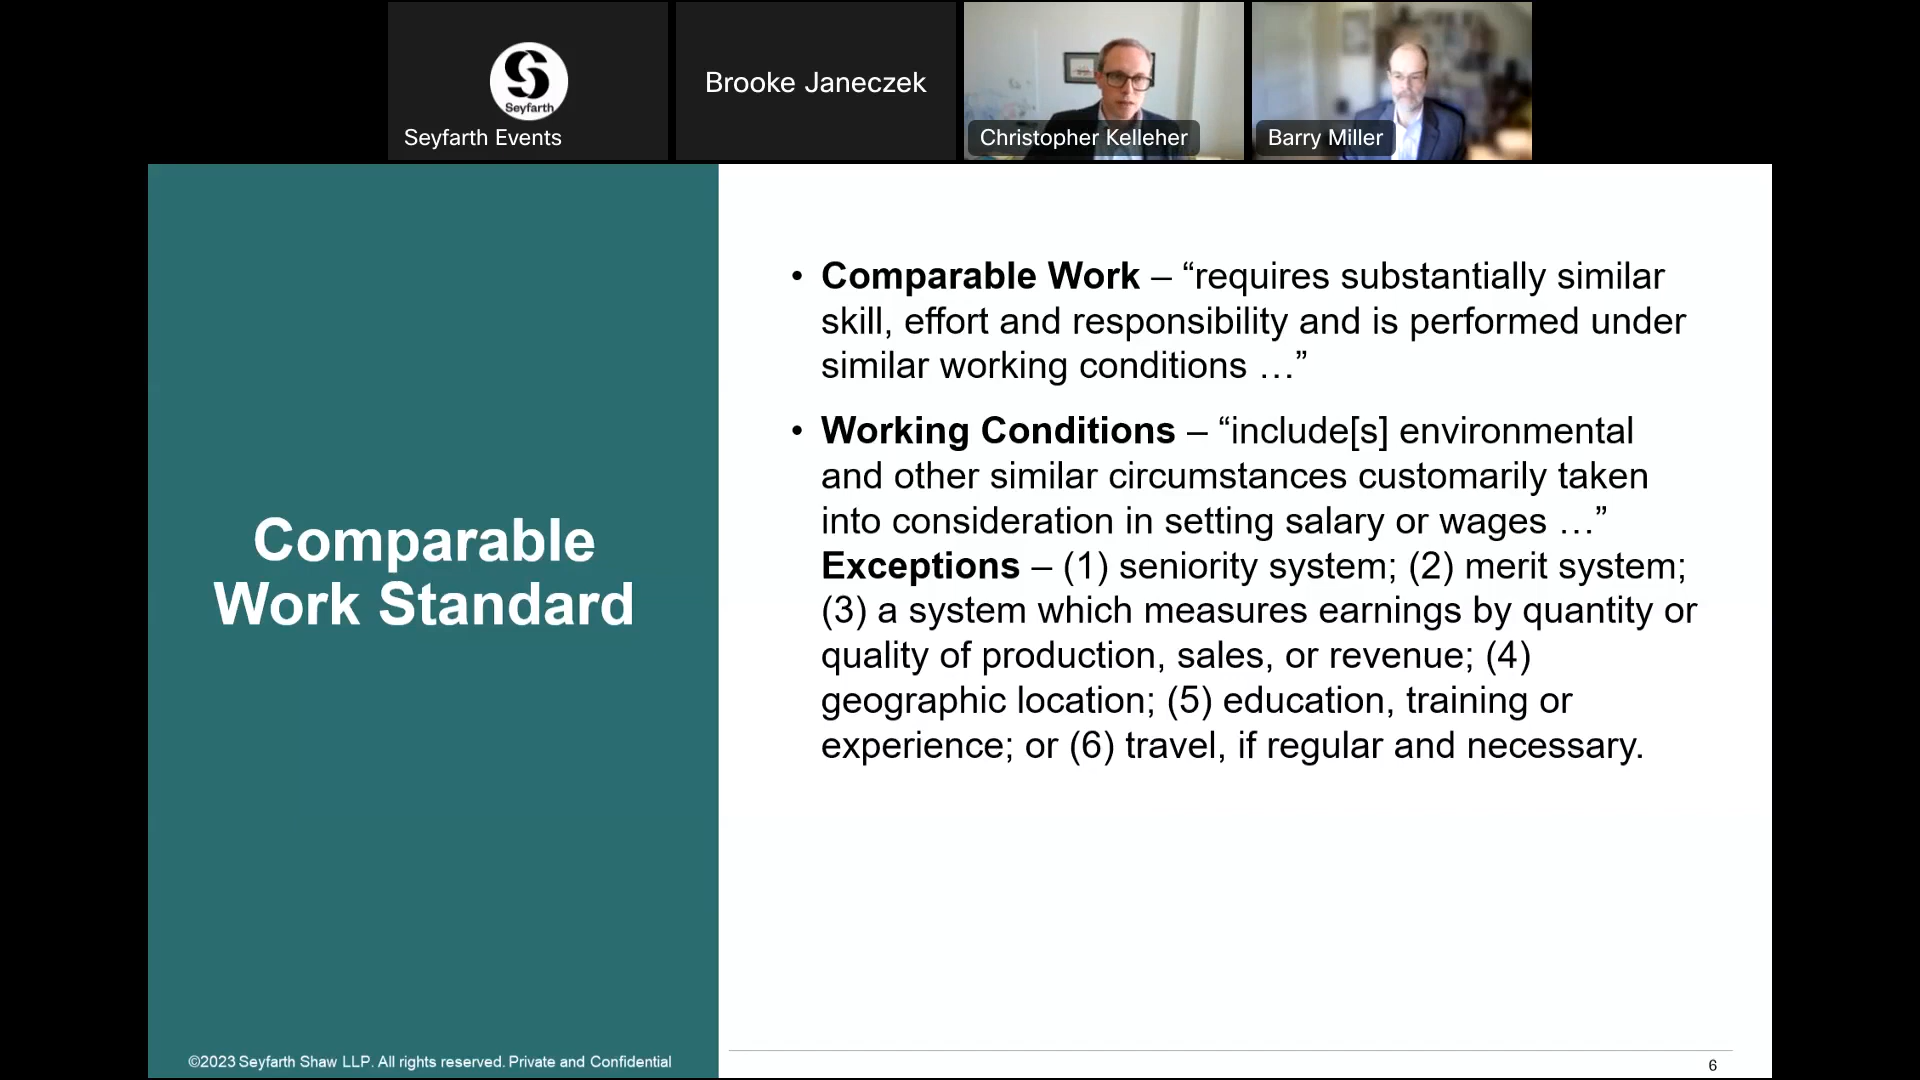 Seyfarth
Seyfarth Events
Brooke Janeczek
Christopher Kelleher
Barry Miller
Comparable
Work Standard
• Comparable Work – “requires substantially similar
skill, effort and responsibility and is performed under
similar working conditions …”
• Working Conditions – “include[s] environmental
and other similar circumstances customarily taken
into consideration in setting salary or wages …”
Exceptions – (1) seniority system; (2) merit system;
(3) a system which measures earnings by quantity or
quality of production, sales, or revenue; (4)
geographic location; (5) education, training or
experience; or (6) travel, if regular and necessary.
©2023 Seyfarth Shaw LLP. All rights reserved. Private and Confidential
6